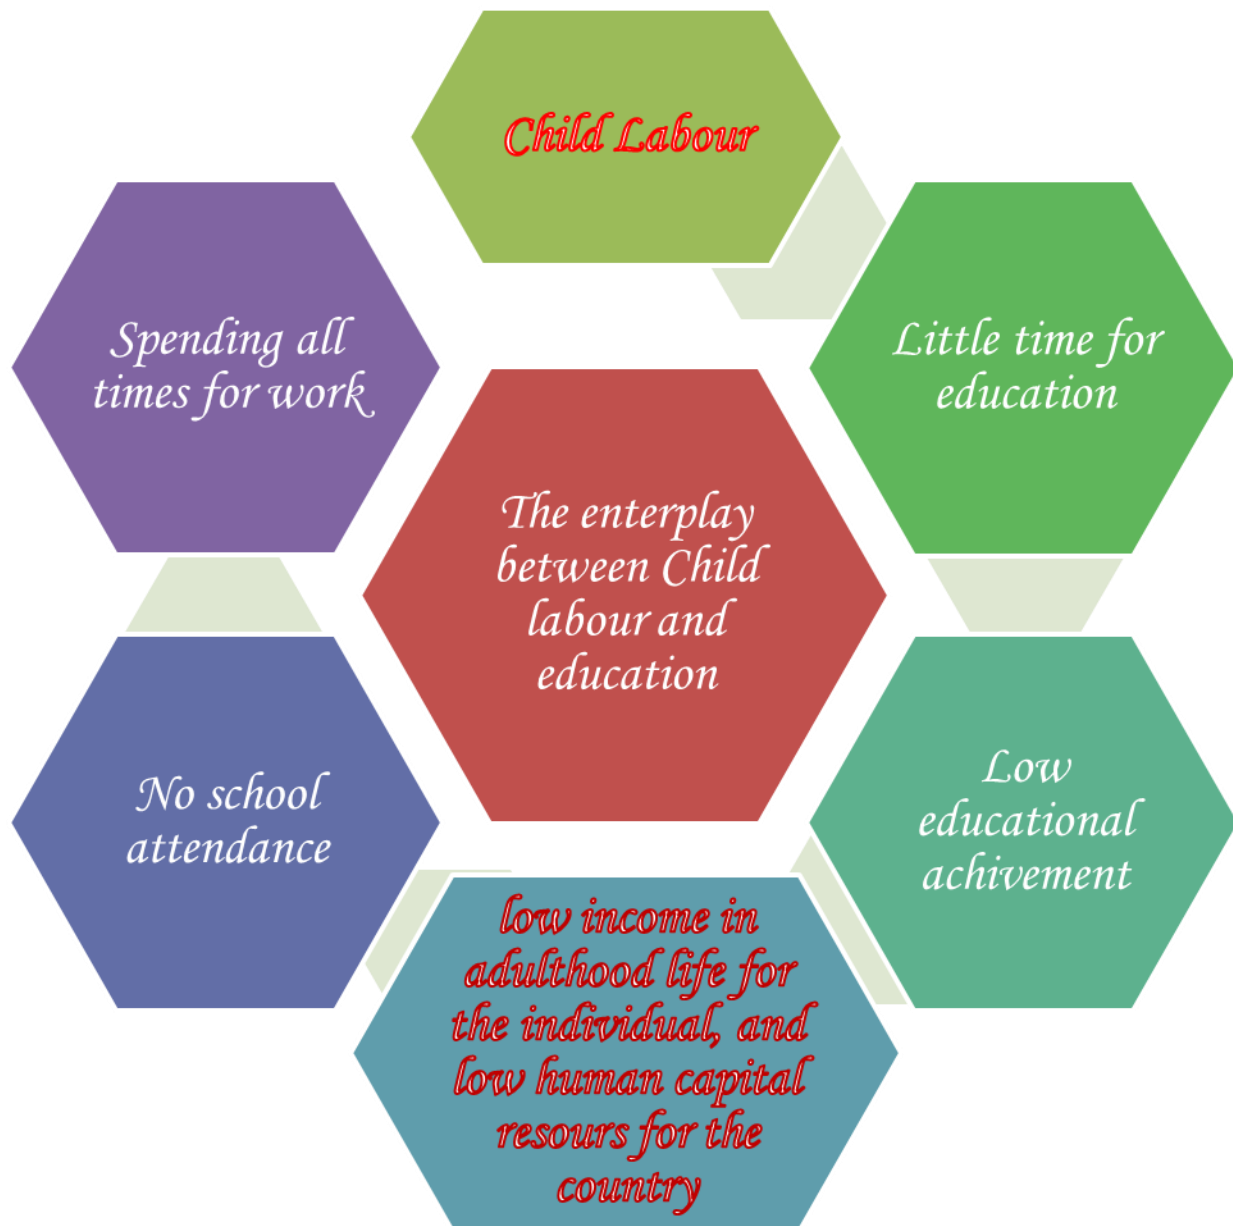 Child Labour
Spending all
times for work
Little time for
education
The enterplay
between Child
labour and
education
No school
attendance
Low
educational
achivement
low income in
adulthood life for
the individual, and
low human capital
resours for the
country